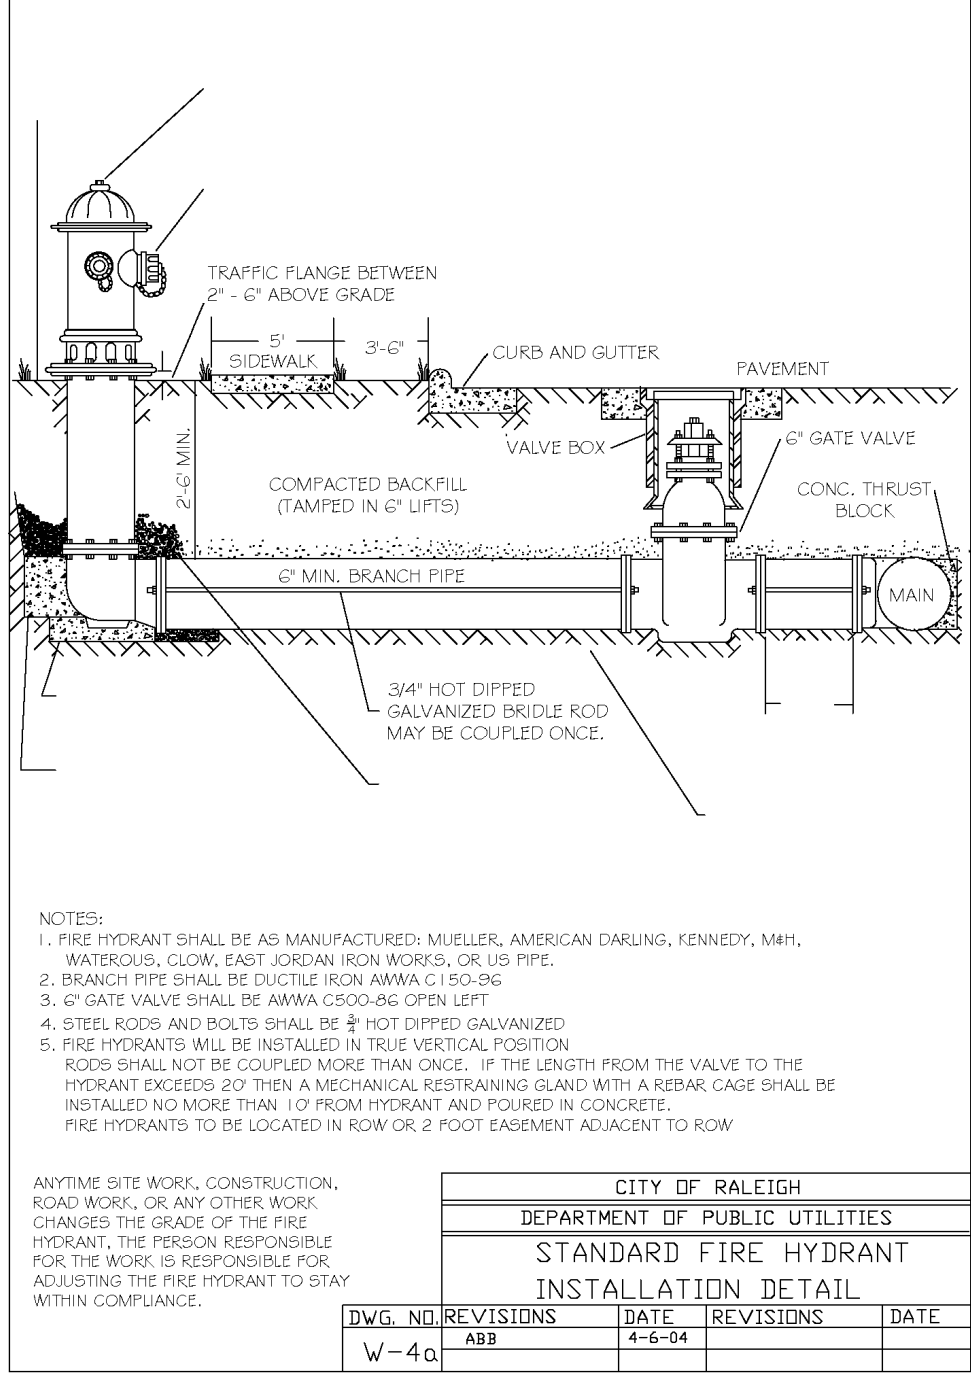 TRAFFIC FLANGE BETWEEN
2" - 6" ABOVE GRADE
5'
SIDEWALK
3'-6"
CURB AND GUTTER
PAVEMENT
VALVE BOX
6" GATE VALVE
2'-6' MIN.
COMPACTED BACKFILL
(TAMPED IN 6" LIFTS)
CONC. THRUST
BLOCK
6" MIN. BRANCH PIPE
MAIN
3/4" HOT DIPPED
GALVANIZED BRIDLE ROD
MAY BE COUPLED ONCE.
NOTES:
1. FIRE HYDRANT SHALL BE AS MANUFACTURED: MUELLER, AMERICAN DARLING, KENNEDY, M&H,
WATEROUS, CLOW, EAST JORDAN IRON WORKS, OR US PIPE.
2. BRANCH PIPE SHALL BE DUCTILE IRON AWWA C150-96
3. 6" GATE VALVE SHALL BE AWWA C500-86 OPEN LEFT
4. STEEL RODS AND BOLTS SHALL BE 3/4" HOT DIPPED GALVANIZED
5. FIRE HYDRANTS WILL BE INSTALLED IN TRUE VERTICAL POSITION
RODS SHALL NOT BE COUPLED MORE THAN ONCE. IF THE LENGTH FROM THE VALVE TO THE
HYDRANT EXCEEDS 20' THEN A MECHANICAL RESTRAINING GLAND WITH A REBAR CAGE SHALL BE
INSTALLED NO MORE THAN 10' FROM HYDRANT AND POURED IN CONCRETE.
FIRE HYDRANTS TO BE LOCATED IN ROW OR 2 FOOT EASEMENT ADJACENT TO ROW
ANYTIME SITE WORK, CONSTRUCTION,
ROAD WORK, OR ANY OTHER WORK
CHANGES THE GRADE OF THE FIRE
HYDRANT, THE PERSON RESPONSIBLE
FOR THE WORK IS RESPONSIBLE FOR
ADJUSTING THE FIRE HYDRANT TO STAY
WITHIN COMPLIANCE.
CITY OF RALEIGH
DEPARTMENT OF PUBLIC UTILITIES
STANDARD FIRE HYDRANT
INSTALLATION DETAIL
DWG. NO. REVISIONS DATE REVISIONS DATE
W-4a ABB 4-6-04